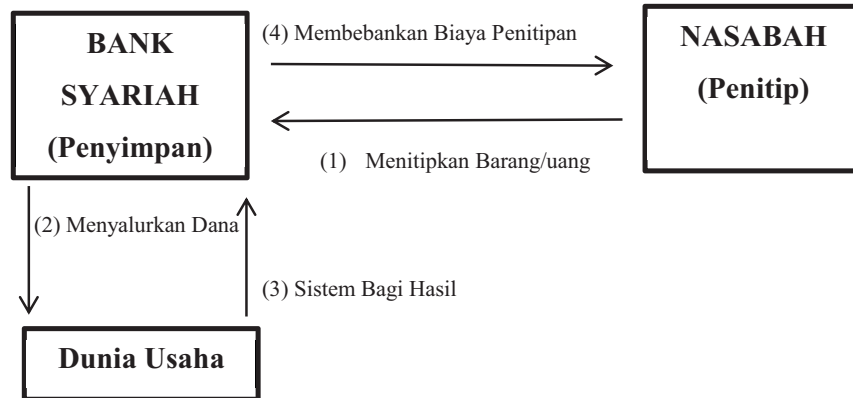 BANK
SYARIAH
(Penyimpan)
(4) Membebankan Biaya Penitipan
NASABAH
(Penitip)
(1) Menitipkan Barang/uang
(2) Menyalurkan Dana
(3) Sistem Bagi Hasil
Dunia Usaha